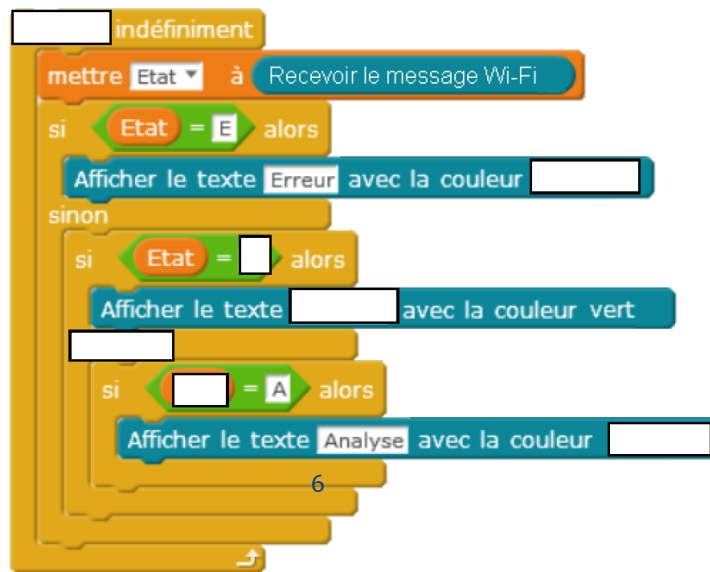 indéfiniment
mettre Etat à Recevoir le message Wi-Fi
si Etat = E alors
Afficher le texte Erreur avec la couleur
sinon
si Etat = alors
Afficher le texte avec la couleur vert
si = A alors
Afficher le texte Analyse avec la couleur
6